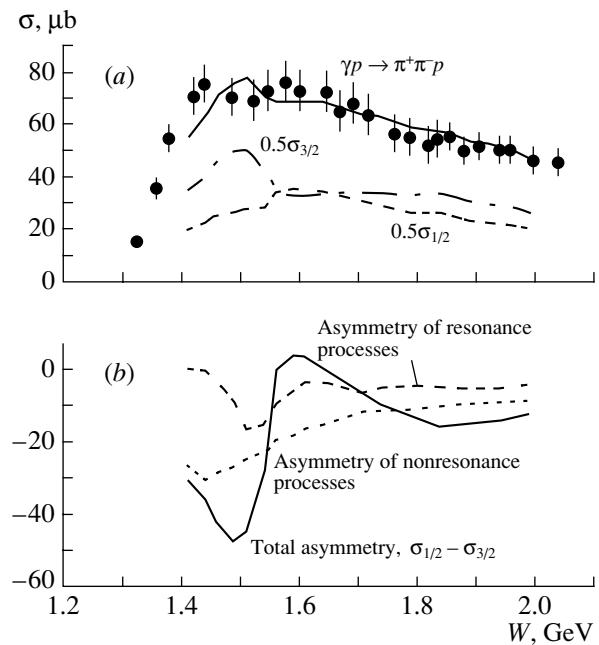 σ, μb
(a)
γp → π⁺π⁻p
80
60
0.5σ₃/₂
40
20
0.5σ₁/₂
0
(b)
Asymmetry of resonance
processes
0
−20
Asymmetry of nonresonance
processes
−40
Total asymmetry, σ₁/₂ – σ₃/₂
−60
1.2 1.4 1.6 1.8 2.0
W, GeV